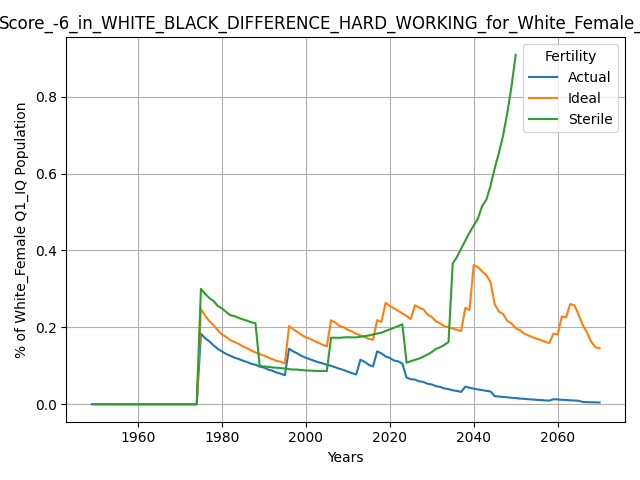 Score_-6_in_WHITE_BLACK_DIFFERENCE_HARD_WORKING_for_White_Female_
% of White_Female Q1_IQ Population
0.8
0.6
0.4
0.2
0.0
Fertility
Actual
Ideal
Sterile
1960
1980
2000
2020
2040
2060
Years